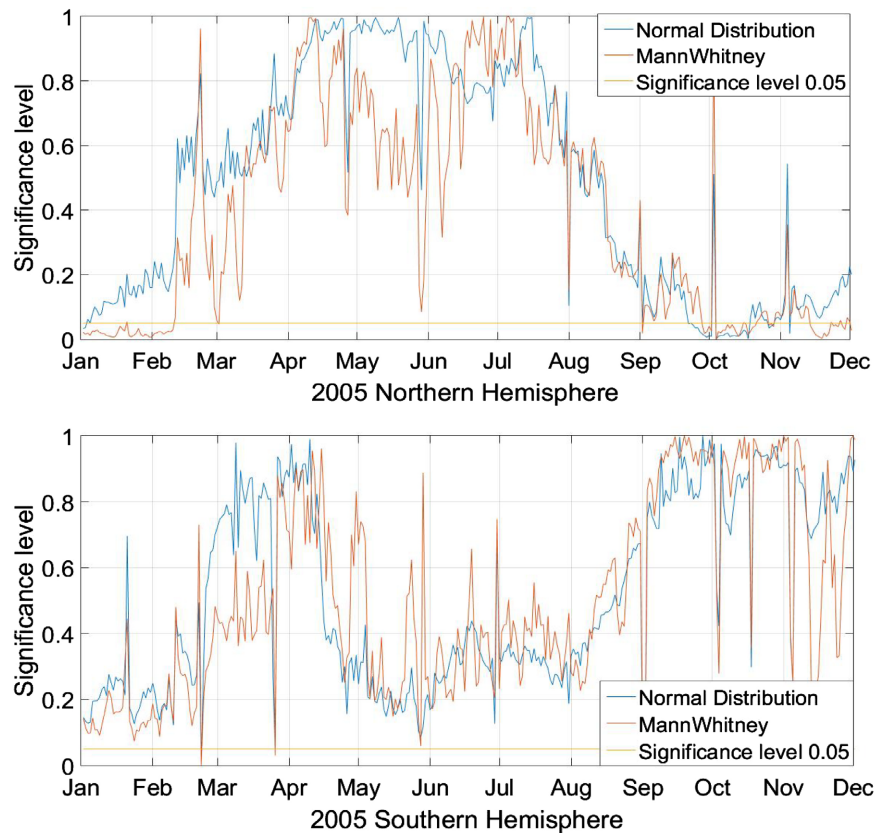 Significance level
1
0.8
0.6
0.4
0.2
0
Normal Distribution
MannWhitney
Significance level 0.05
Jan Feb Mar Apr May Jun Jul Aug Sep Oct Nov Dec
2005 Northern Hemisphere
Significance level
1
0.8
0.6
0.4
0.2
0
Normal Distribution
MannWhitney
Significance level 0.05
Jan Feb Mar Apr May Jun Jul Aug Sep Oct Nov Dec
2005 Southern Hemisphere